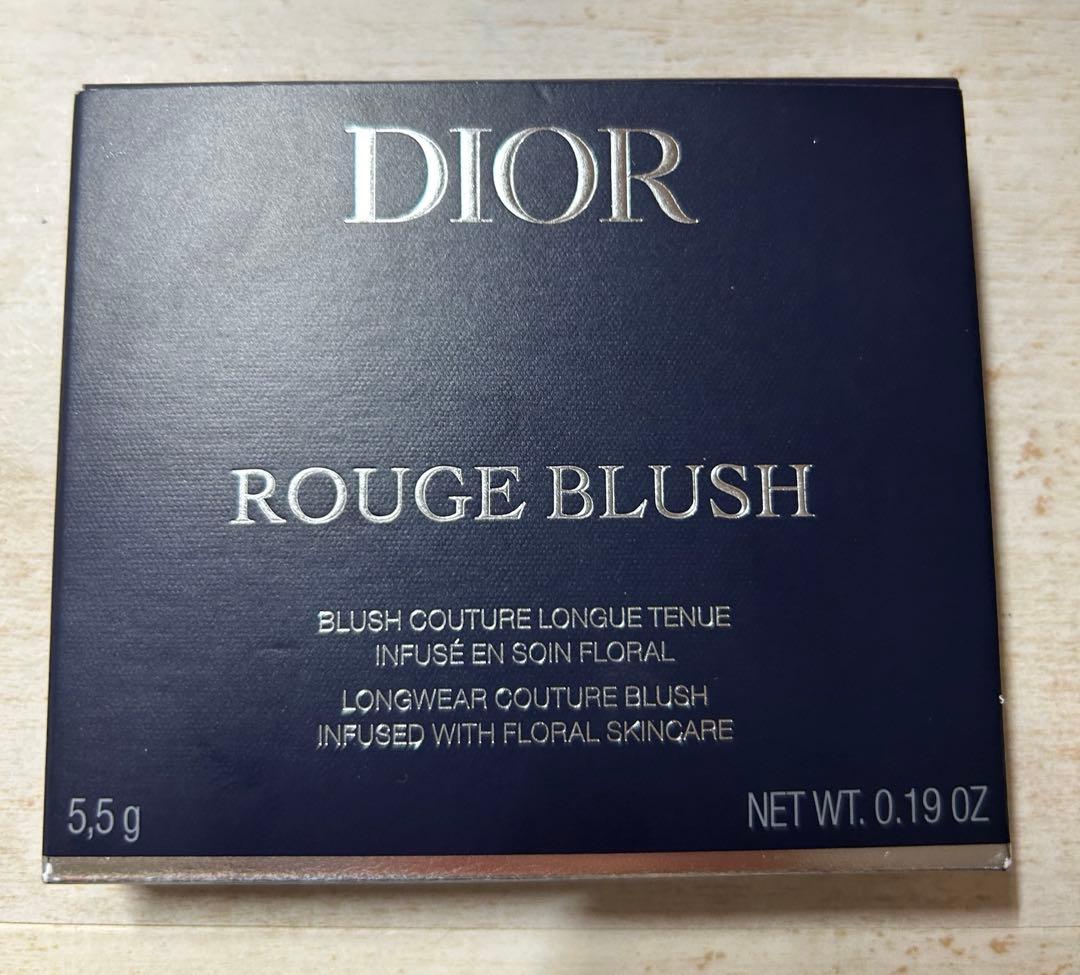 DIOR
ROUGE BLUSH
BLUSH COUTURE LONGUE TENUE
INFUSÉ EN SOIN FLORAL
LONGWEAR COUTURE BLUSH
INFUSED WITH FLORAL SKINCARE
5,5 g
NET WT. 0.19 OZ